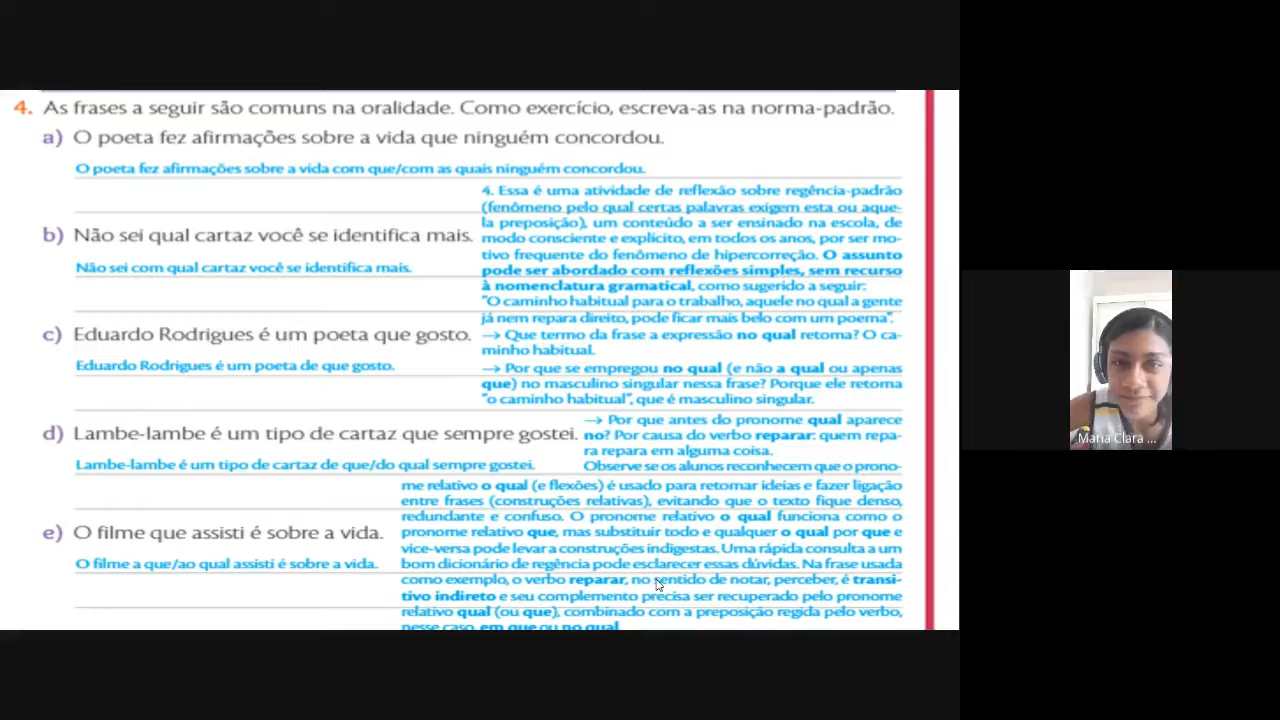 4. As frases a seguir são comuns na oralidade. Como exercício, escreva-as na norma-padrão.
a) O poeta fez afirmações sobre a vida que ninguém concordou.
O poeta fez afirmações sobre a vida com que/com as quais ninguém concordou.
b) Não sei qual cartaz você se identifica mais.
Não sei com qual cartaz você se identifica mais.
c) Eduardo Rodrigues é um poeta que gosto.
Eduardo Rodrigues é um poeta de que gosto.
d) Lambe-lambe é um tipo de cartaz que sempre gostei.
Lambe-lambe é um tipo de cartaz de que/do qual sempre gostei.
e) O filme que assisti é sobre a vida.
O filme a que/ao qual assisti é sobre a vida.
4. Essa é uma atividade de reflexão sobre regência-padrão
(fenômeno pelo qual certas palavras exigem esta ou aque-
la preposição), um conteúdo a ser ensinado na escola, de
modo consciente e explícito, em todos os anos, por ser mo-
tivo frequente do fenômeno de hipercorreção. O assunto
pode ser abordado com reflexões simples, sem recurso
à nomenclatura gramatical, como sugerido a seguir:
"O caminho habitual para o trabalho, aquele no qual a gente
já nem repara direito, pode ficar mais belo com um poema".
→ Que termo da frase a expressão no qual retoma? O ca-
minho habitual.
→ Por que se empregou no qual (e não a qual ou apenas
que) no masculino singular nessa frase? Porque ele retoma
"o caminho habitual", que é masculino singular.
→ Por que antes do pronome qual aparece
no? Por causa do verbo reparar: quem repa-
ra repara em alguma coisa.
Observe se os alunos reconhecem que o prono-
me relativo o qual (e flexões) é usado para retomar ideias e fazer ligação
entre frases (construções relativas), evitando que o texto fique denso,
redundante e confuso. O pronome relativo o qual funciona como o
pronome relativo que, mas substituir todo e qualquer o qual por que e
vice-versa pode levar a construções indigestas. Uma rápida consulta a um
bom dicionário de regência pode esclarecer essas dúvidas. Na frase usada
como exemplo, o verbo reparar, no sentido de notar, perceber, é transi-
tivo indireto e seu complemento precisa ser recuperado pelo pronome
relativo qual (ou que), combinado com a preposição regida pelo verbo,
nesse caso, em que ou no qual.
Maria Clara ...